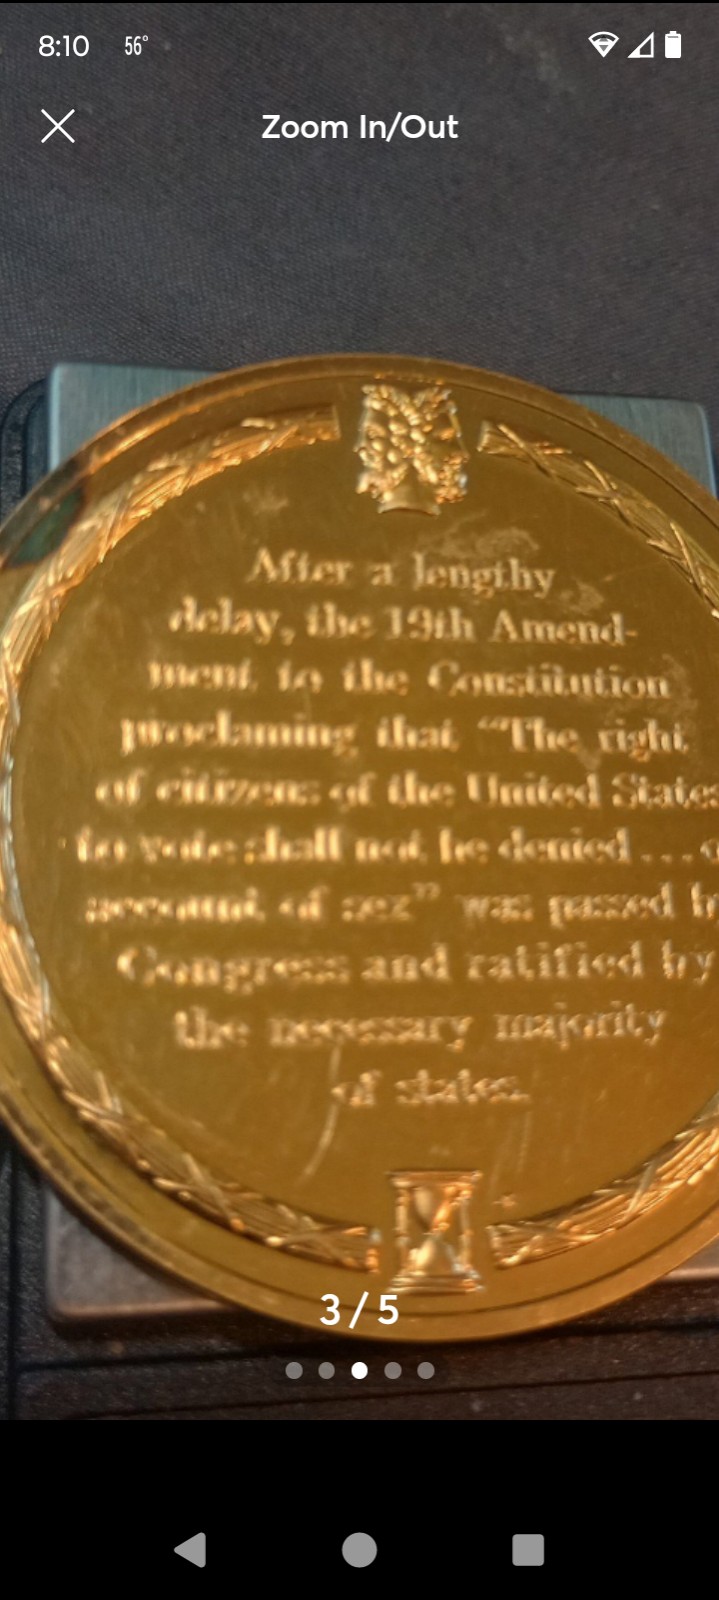 8:10 56°
Zoom In/Out
After a lengthy
delay, the 19th Amend-
ment to the Constitution
proclaming that “The right
of citizens of the United States
to vote shall not be denied . . . o
account of sex” was passed b
Congress and ratified by
the necessary majority
of states.
3 / 5